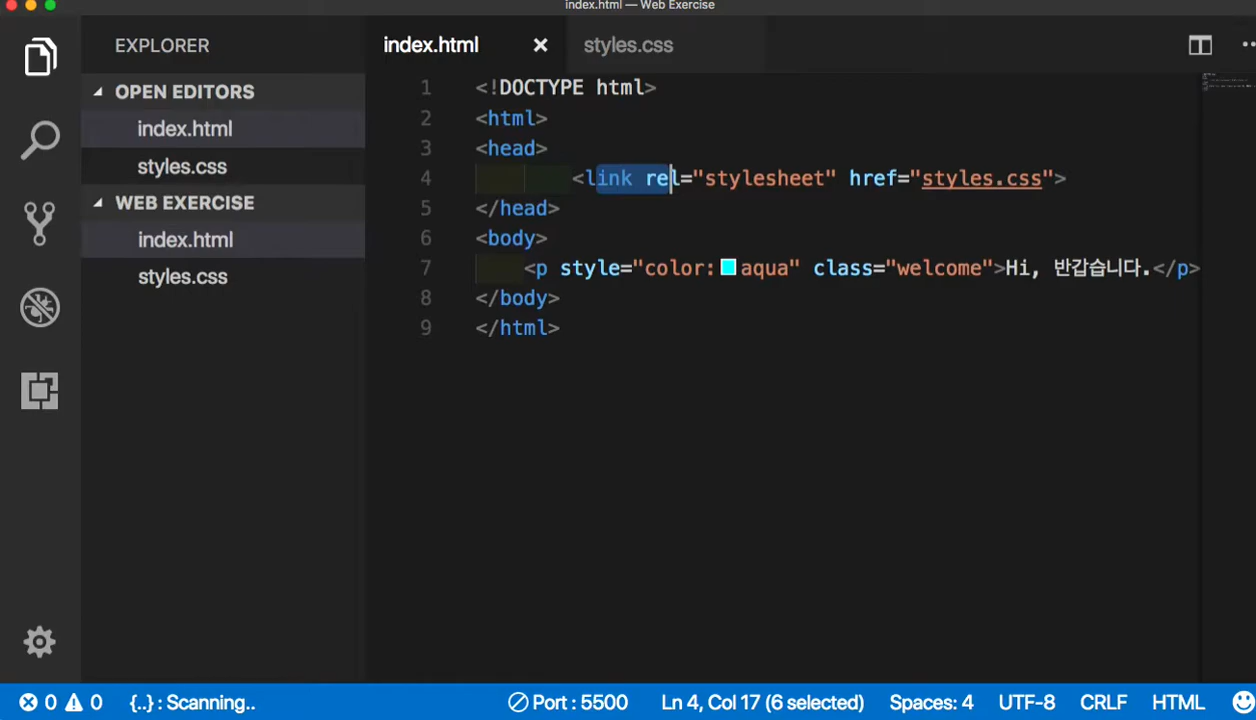 index.html — Web Exercise
EXPLORER
OPEN EDITORS
index.html
styles.css
WEB EXERCISE
index.html
styles.css
index.html
styles.css
1 <!DOCTYPE html>
2 <html>
3 <head>
4 <link rel="stylesheet" href="styles.css">
5 </head>
6 <body>
7 <p style="color:aqua" class="welcome">Hi, 반갑습니다.</p>
8 </body>
9 </html>
0 0 {..} : Scanning.. Port : 5500 Ln 4, Col 17 (6 selected) Spaces: 4 UTF-8 CRLF HTML